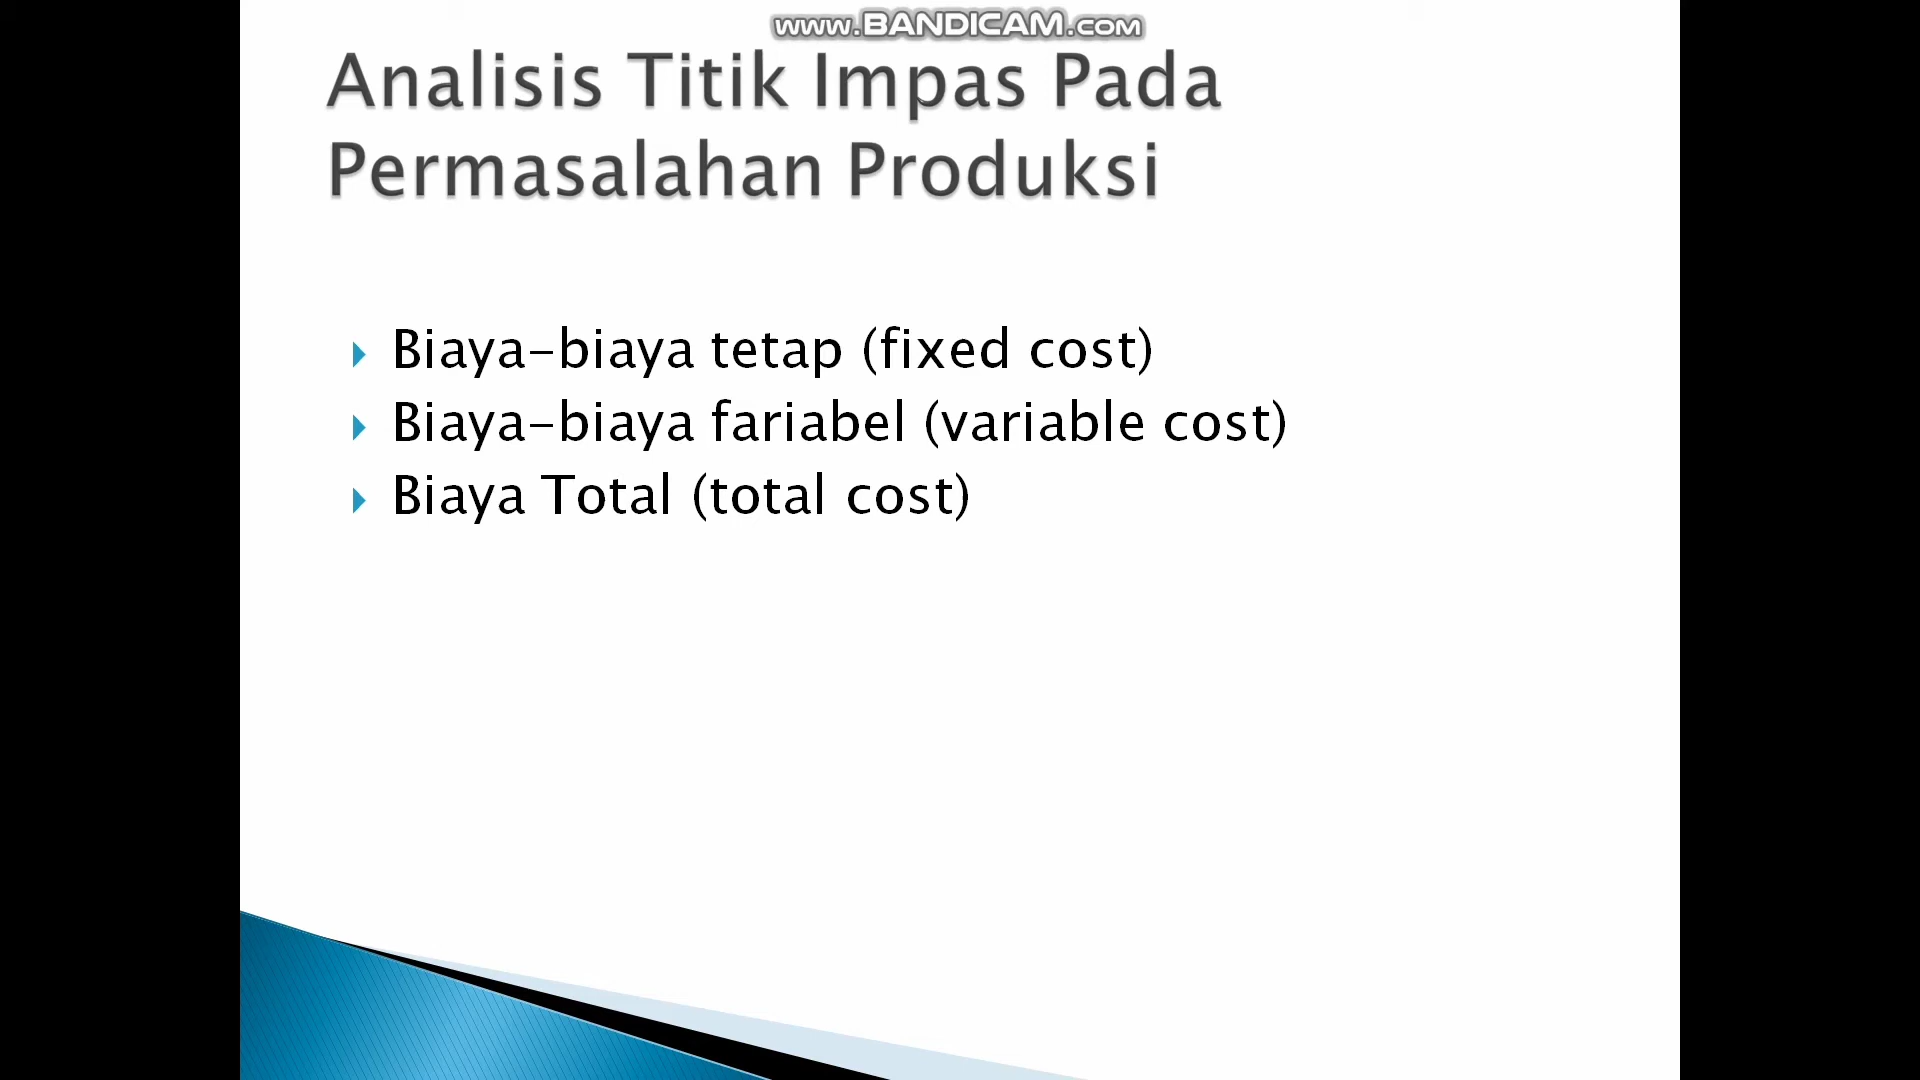 www.BANDICAM.com
Analisis Titik Impas Pada
Permasalahan Produksi
Biaya-biaya tetap (fixed cost)
Biaya-biaya fariabel (variable cost)
Biaya Total (total cost)